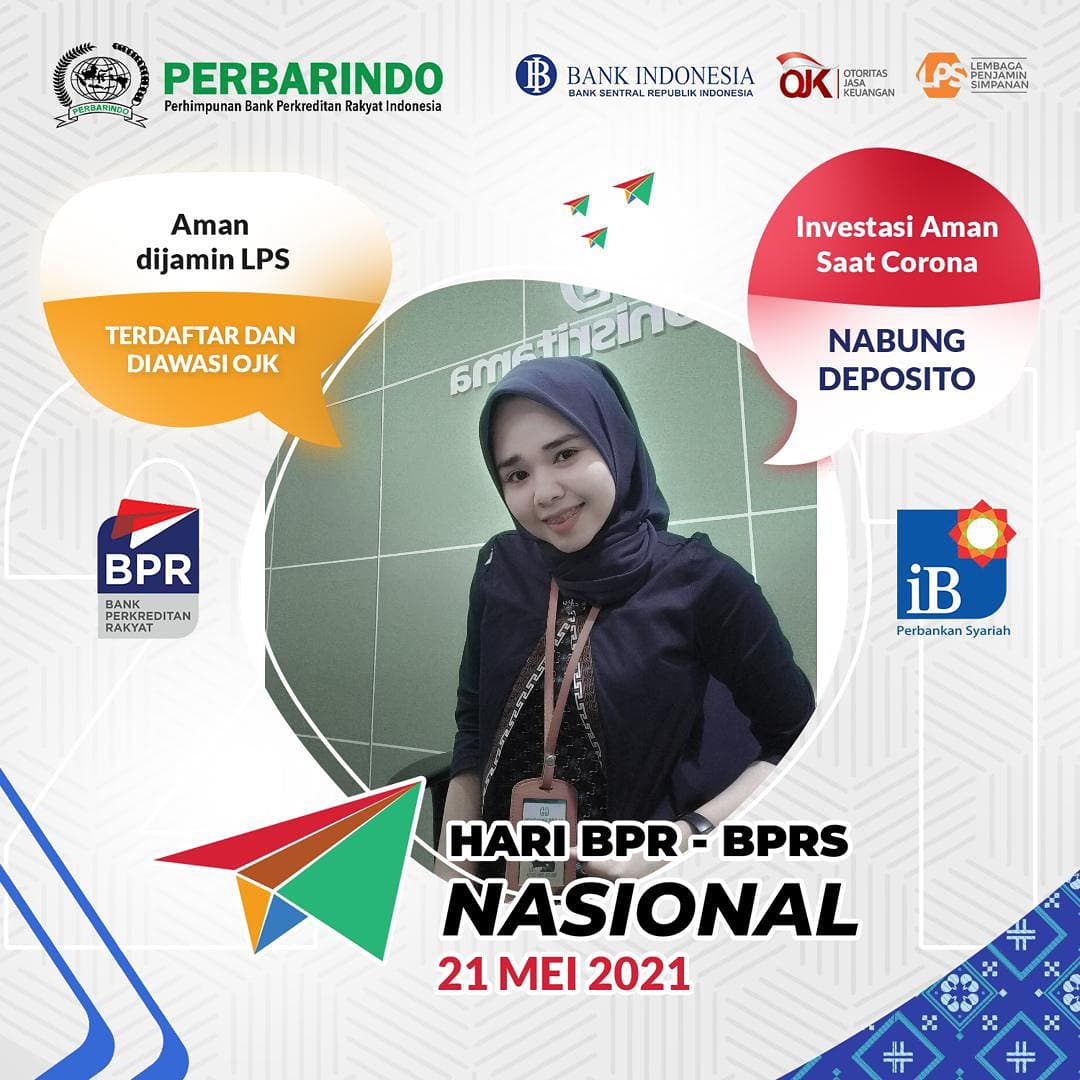 PERBARINDO
PERBARINDO
Perhimpunan Bank Perkreditan Rakyat Indonesia
BANK INDONESIA
BANK SENTRAL REPUBLIK INDONESIA
OJK
OTORITAS
JASA
KEUANGAN
LPS
LEMBAGA
PENJAMIN
SIMPANAN
Aman
dijamin LPS
TERDAFTAR DAN
DIAWASI OJK
Investasi Aman
Saat Corona
NABUNG
DEPOSITO
BPR
BANK
PERKREDITAN
RAKYAT
iB
Perbankan Syariah
HARI BPR - BPRS
NASIONAL
21 MEI 2021